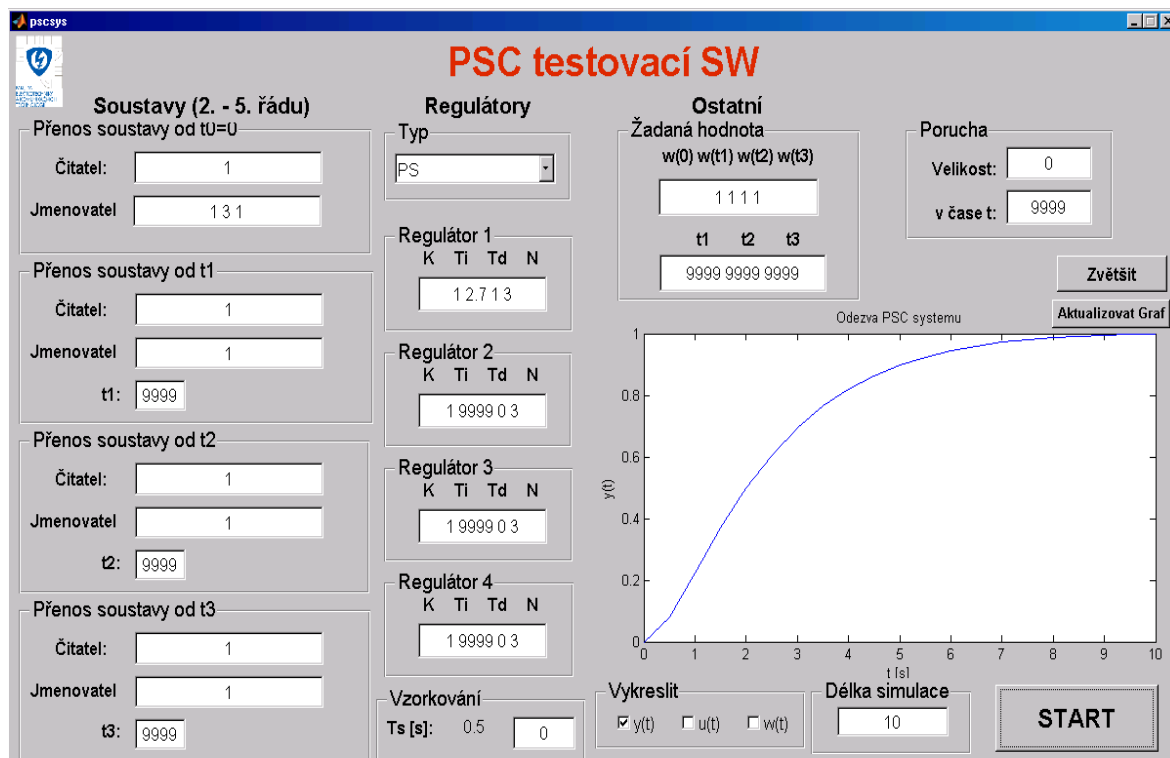 pscsys
PSC testovací SW
Soustavy (2. - 5. řádu)
Přenos soustavy od t0=0
Čitatel: 1
Jmenovatel 1 3 1
Přenos soustavy od t1
Čitatel: 1
Jmenovatel 1
t1: 9999
Přenos soustavy od t2
Čitatel: 1
Jmenovatel 1
t2: 9999
Přenos soustavy od t3
Čitatel: 1
Jmenovatel 1
t3: 9999
Regulátory
Typ
PS
Regulátor 1
K Ti Td N
1 2.7 1 3
Regulátor 2
K Ti Td N
1 9999 0 3
Regulátor 3
K Ti Td N
1 9999 0 3
Regulátor 4
K Ti Td N
1 9999 0 3
Vzorkování
Ts [s]: 0.5 0
Ostatní
Žadaná hodnota
w(0) w(t1) w(t2) w(t3)
1 1 1 1
t1 t2 t3
9999 9999 9999
Porucha
Velikost: 0
v čase t: 9999
Zvětšit
Aktualizovat Graf
Odezva PSC systemu
1
0.8
0.6
0.4
0.2
0
y(t)
0 1 2 3 4 5 6 7 8 9 10
t [s]
Vykreslit
y(t) u(t) w(t)
Délka simulace
10
START